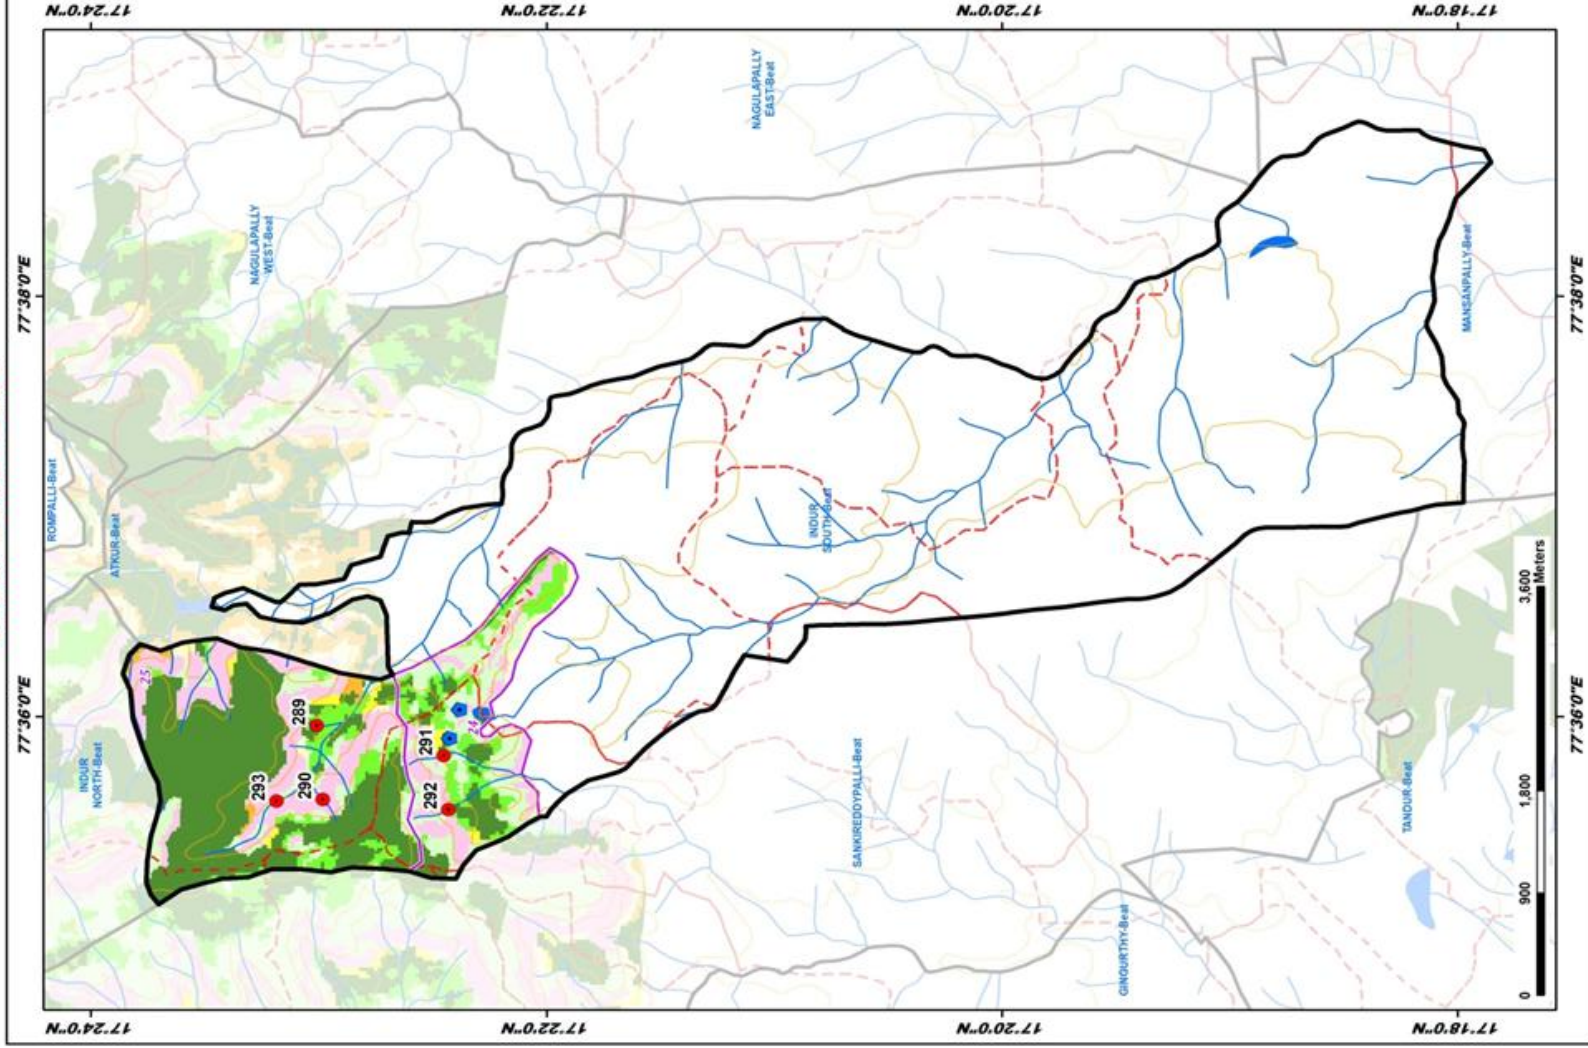 17°24'0"N
17°22'0"N
17°20'0"N
17°18'0"N
NAGULAPALLY
EAST-Beat
NAGULAPALLY
WEST-Beat
77°38'0"E
77°38'0"E
MANSANPALLY-Beat
ROMPALLI-Beat
ATKUR-Beat
INDUR
SOUTH-Beat
25
INDUR
NORTH-Beat
289
293
290
291
24
292
77°36'0"E
77°36'0"E
SANKIREDDYPALLI-Beat
TANDUR-Beat
GINGURTHY-Beat
0
900
1,800
3,600
Meters
17°24'0"N
17°22'0"N
17°20'0"N
17°18'0"N